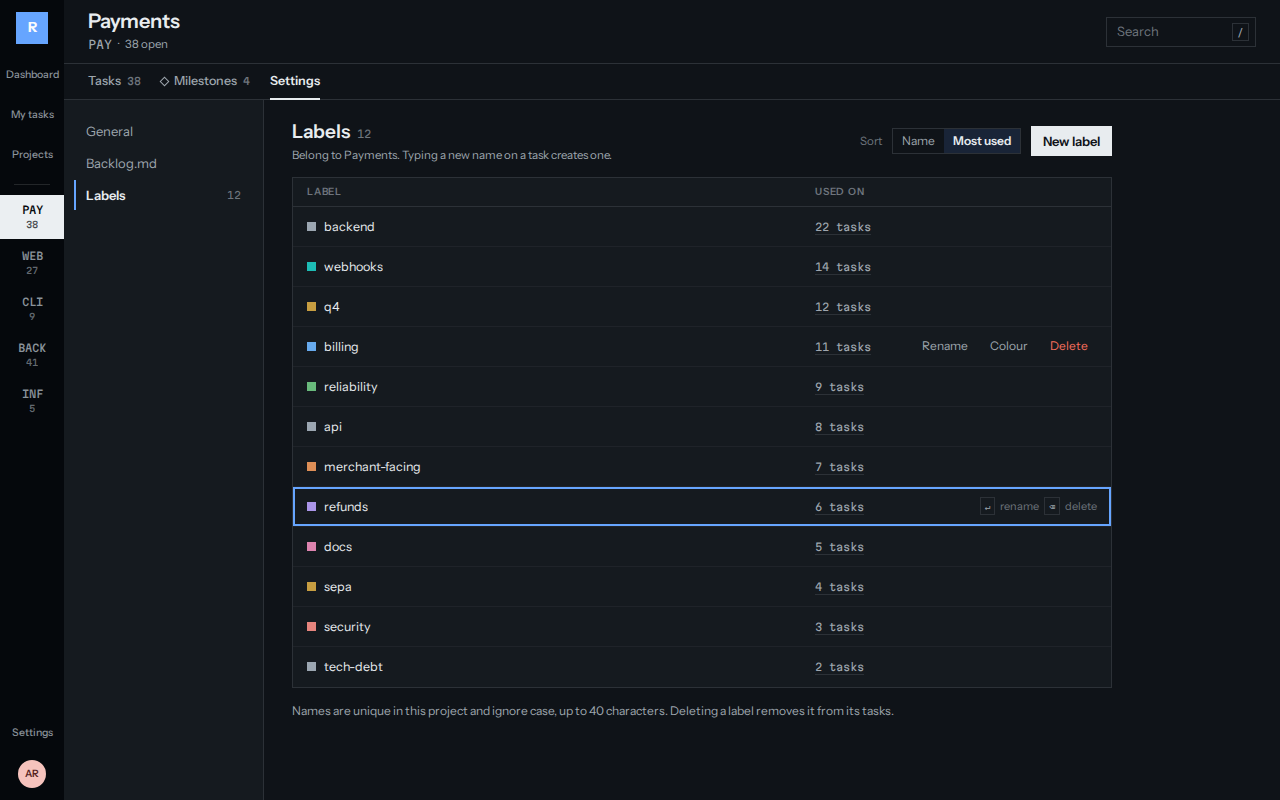 R
Dashboard
My tasks
Projects
PAY
38
WEB
27
CLI
9
BACK
41
INF
5
Settings
AR
Payments
PAY · 38 open
Search /
Tasks 38 ◇ Milestones 4 Settings
General
Backlog.md
Labels 12
Labels 12
Belong to Payments. Typing a new name on a task creates one.
Sort Name Most used New label
LABEL USED ON
backend 22 tasks
webhooks 14 tasks
q4 12 tasks
billing 11 tasks Rename Colour Delete
reliability 9 tasks
api 8 tasks
merchant-facing 7 tasks
refunds 6 tasks ↵ rename ⌫ delete
docs 5 tasks
sepa 4 tasks
security 3 tasks
tech-debt 2 tasks
Names are unique in this project and ignore case, up to 40 characters. Deleting a label removes it from its tasks.